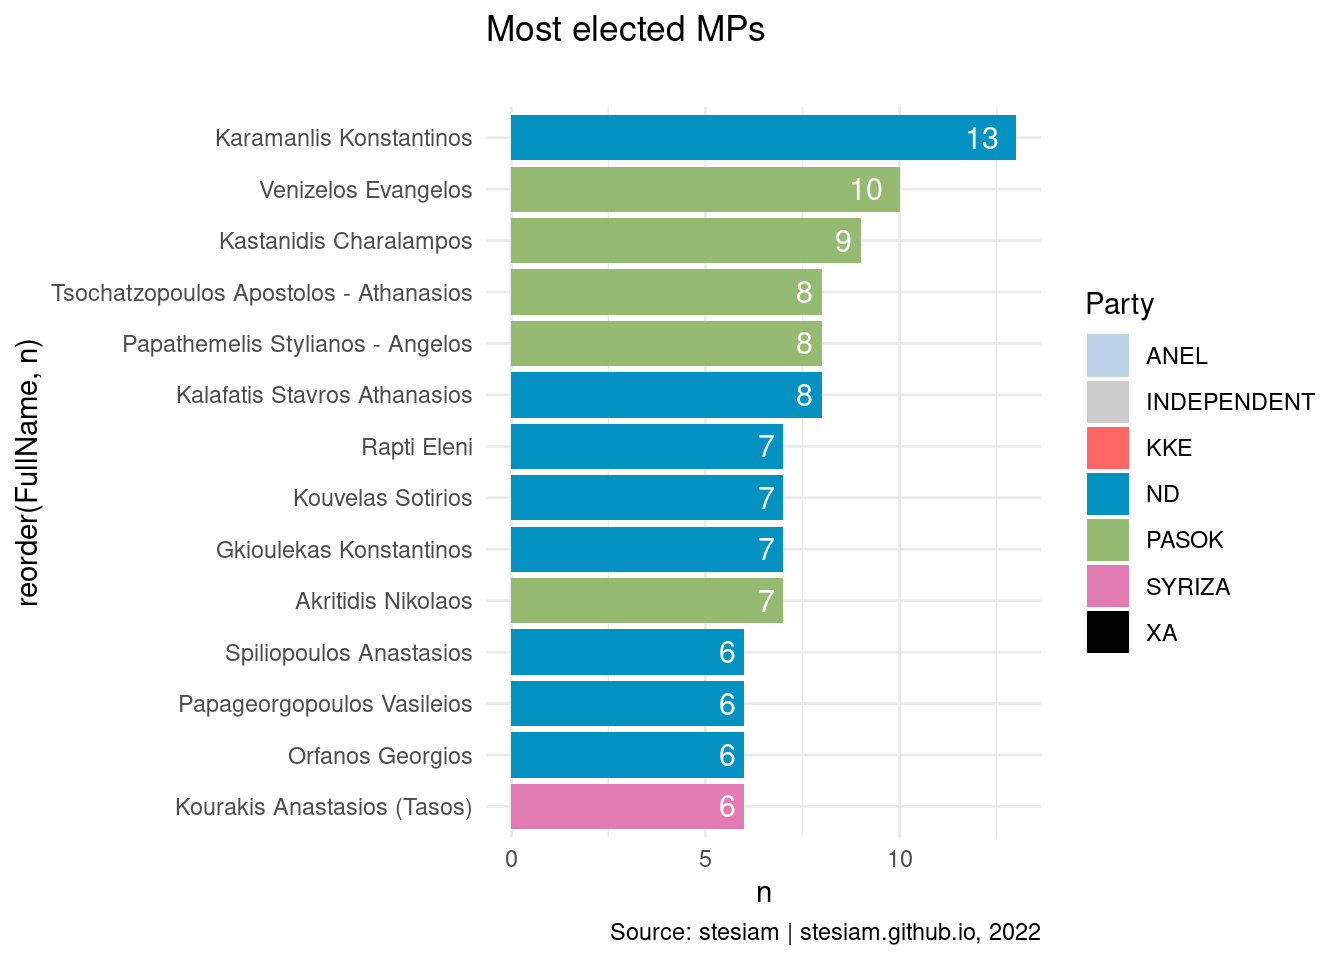 Most elected MPs
reorder(FullName, n)
Karamanlis Konstantinos 13
Venizelos Evangelos 10
Kastanidis Charalampos 9
Tsochatzopoulos Apostolos - Athanasios 8
Papathemelis Stylianos - Angelos 8
Kalafatis Stavros Athanasios 8
Rapti Eleni 7
Kouvelas Sotirios 7
Gkioulekas Konstantinos 7
Akritidis Nikolaos 7
Spiliopoulos Anastasios 6
Papageorgopoulos Vasileios 6
Orfanos Georgios 6
Kourakis Anastasios (Tasos) 6
0 5 10
n
Party
ANEL
INDEPENDENT
KKE
ND
PASOK
SYRIZA
XA
Source: stesiam | stesiam.github.io, 2022